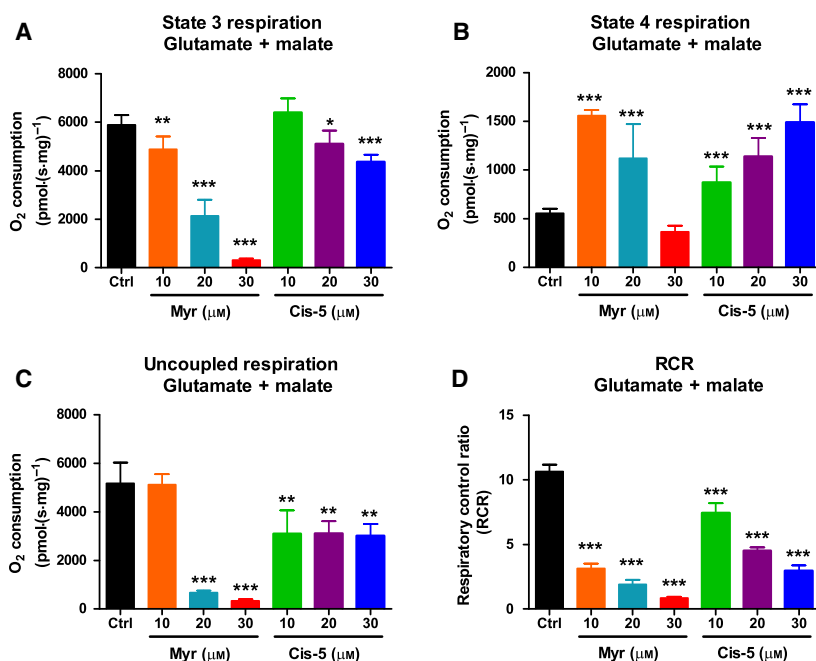 A
State 3 respiration
Glutamate + malate
O₂ consumption
(pmol·(s·mg)⁻¹
8000
6000
4000
2000
0
**
***
***
*
***
Ctrl 10 20 30 10 20 30
Myr (μM) Cis-5 (μM)
B
State 4 respiration
Glutamate + malate
O₂ consumption
(pmol·(s·mg)⁻¹
2000
1500
1000
500
0
***
***
***
***
***
Ctrl 10 20 30 10 20 30
Myr (μM) Cis-5 (μM)
C
Uncoupled respiration
Glutamate + malate
O₂ consumption
(pmol·(s·mg)⁻¹
8000
6000
4000
2000
0
***
***
**
**
**
Ctrl 10 20 30 10 20 30
Myr (μM) Cis-5 (μM)
D
RCR
Glutamate + malate
Respiratory control ratio
(RCR)
15
10
5
0
***
***
***
***
***
***
Ctrl 10 20 30 10 20 30
Myr (μM) Cis-5 (μM)